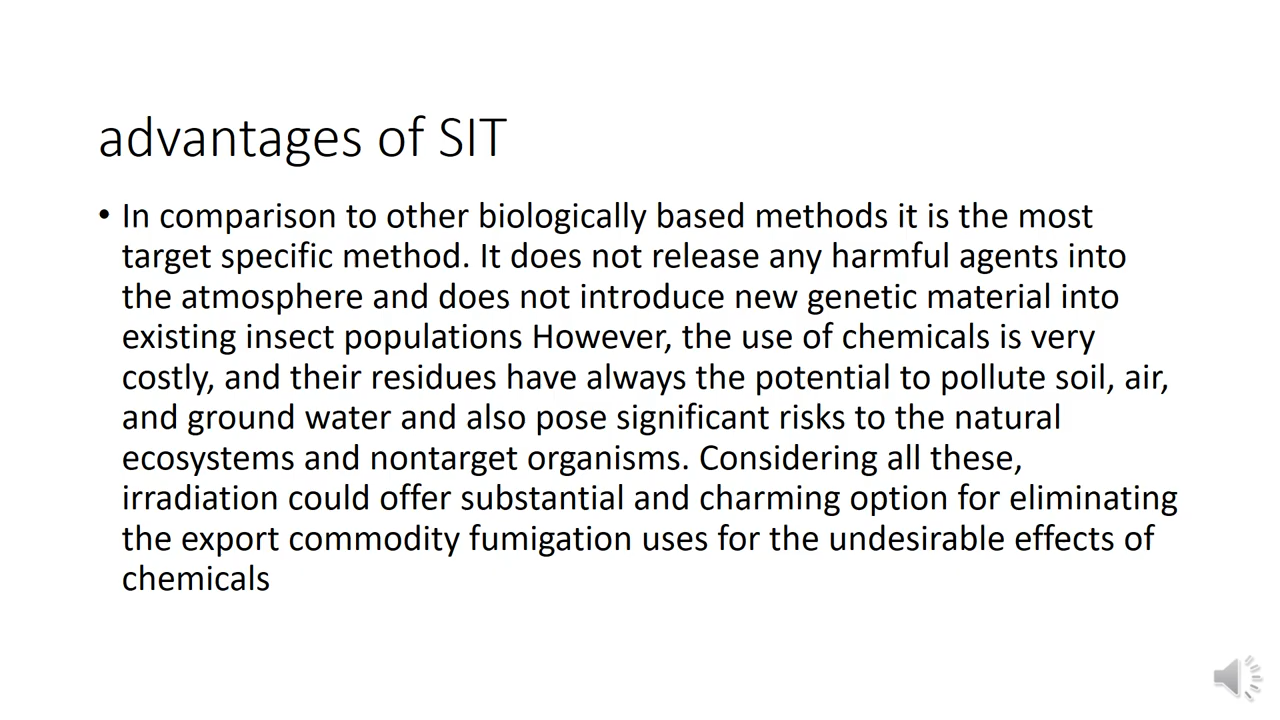 advantages of SIT
• In comparison to other biologically based methods it is the most
target specific method. It does not release any harmful agents into
the atmosphere and does not introduce new genetic material into
existing insect populations However, the use of chemicals is very
costly, and their residues have always the potential to pollute soil, air,
and ground water and also pose significant risks to the natural
ecosystems and nontarget organisms. Considering all these,
irradiation could offer substantial and charming option for eliminating
the export commodity fumigation uses for the undesirable effects of
chemicals